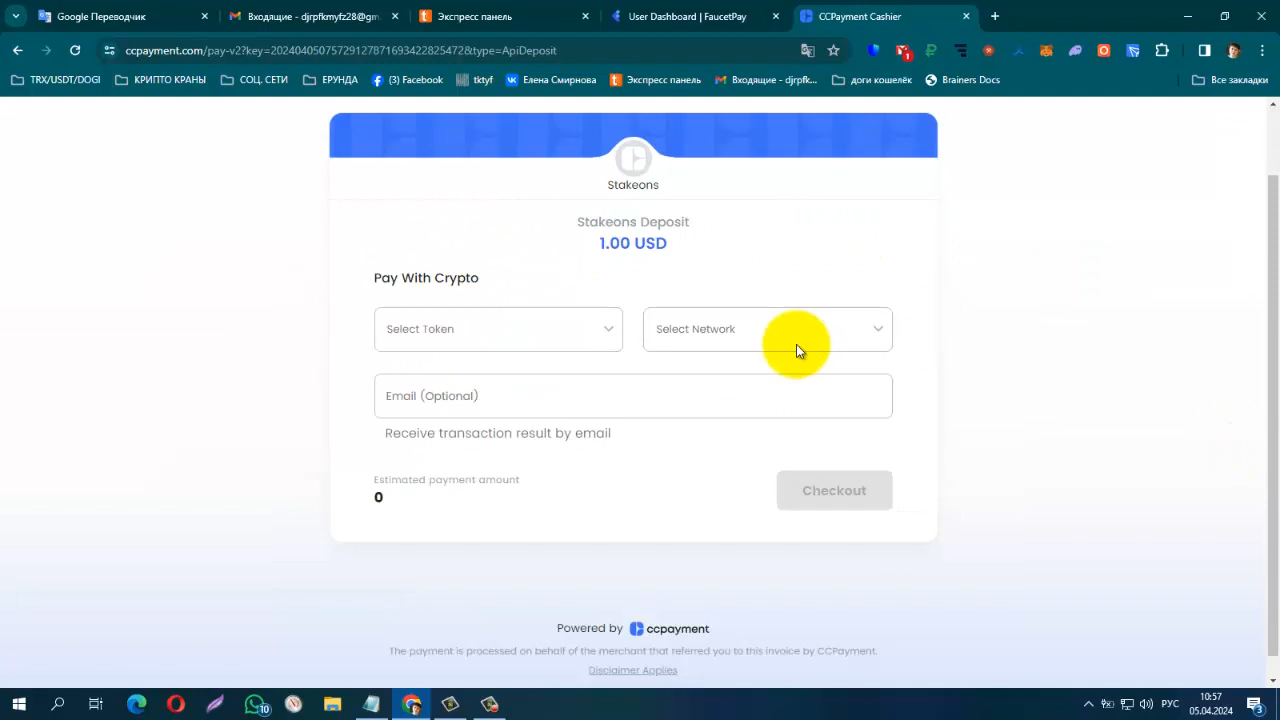 Google Переводчик
Входящие - djrpfkmyfz28@gm
Экспресс панель
User Dashboard | FaucetPay
CCPayment Cashier
ccpayment.com/pay-v2?key=20240405075729127871693422825472&type=ApiDeposit
1
TRX/USDT/DOGI
КРИПТО КРАНЫ
СОЦ. СЕТИ
ЕРУНДА
(3) Facebook
tktyf
Елена Смирнова
Экспресс панель
Входящие - djrpfk...
доги кошелёк
Brainers Docs
Все закладки
Stakeons
Stakeons Deposit
1.00 USD
Pay With Crypto
Select Token
Select Network
Email (Optional)
Receive transaction result by email
Estimated payment amount
0
Checkout
Powered by ccpayment
The payment is processed on behalf of the merchant that referred you to this invoice by CCPayment.
Disclaimer Applies
10
РУС
10:57
05.04.2024
3